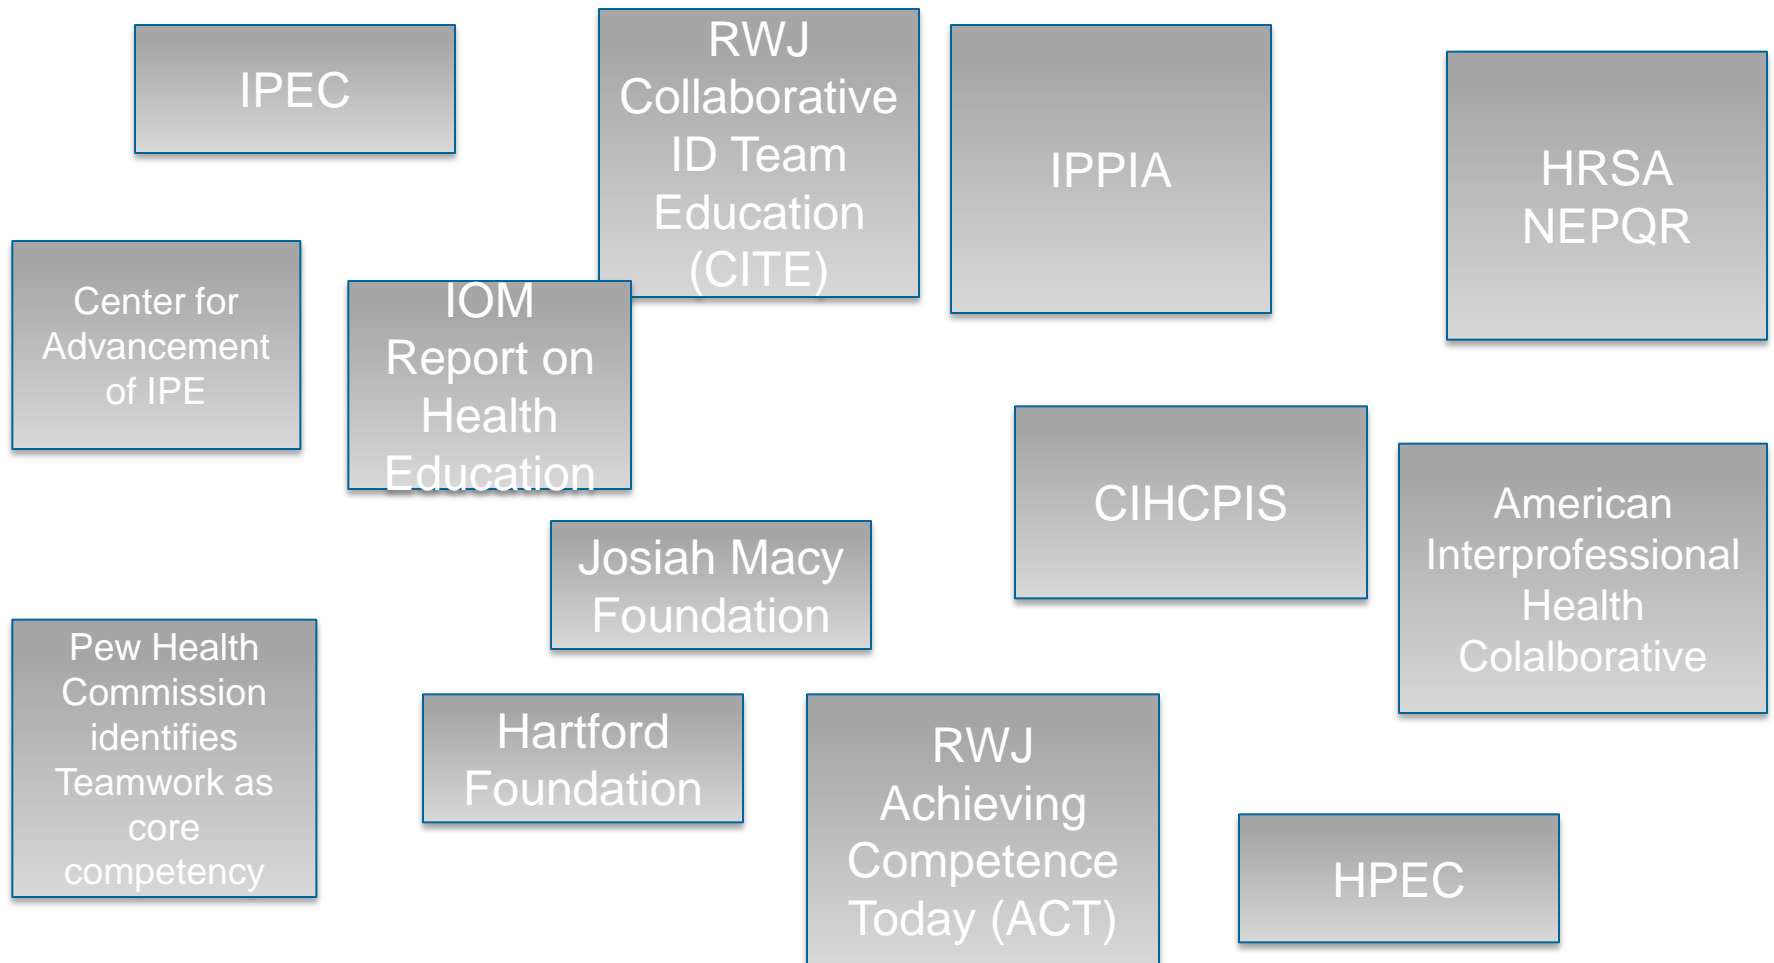 IPEC
RWJ
Collaborative
ID Team
Education
(CITE)
IPPIA
HRSA
NEPQR
Center for
Advancement
of IPE
IOM
Report on
Health
Education
CIHCPIS
American
Interprofessional
Health
Colalborative
Josiah Macy
Foundation
Pew Health
Commission
identifies
Teamwork as
core
competency
Hartford
Foundation
RWJ
Achieving
Competence
Today (ACT)
HPEC